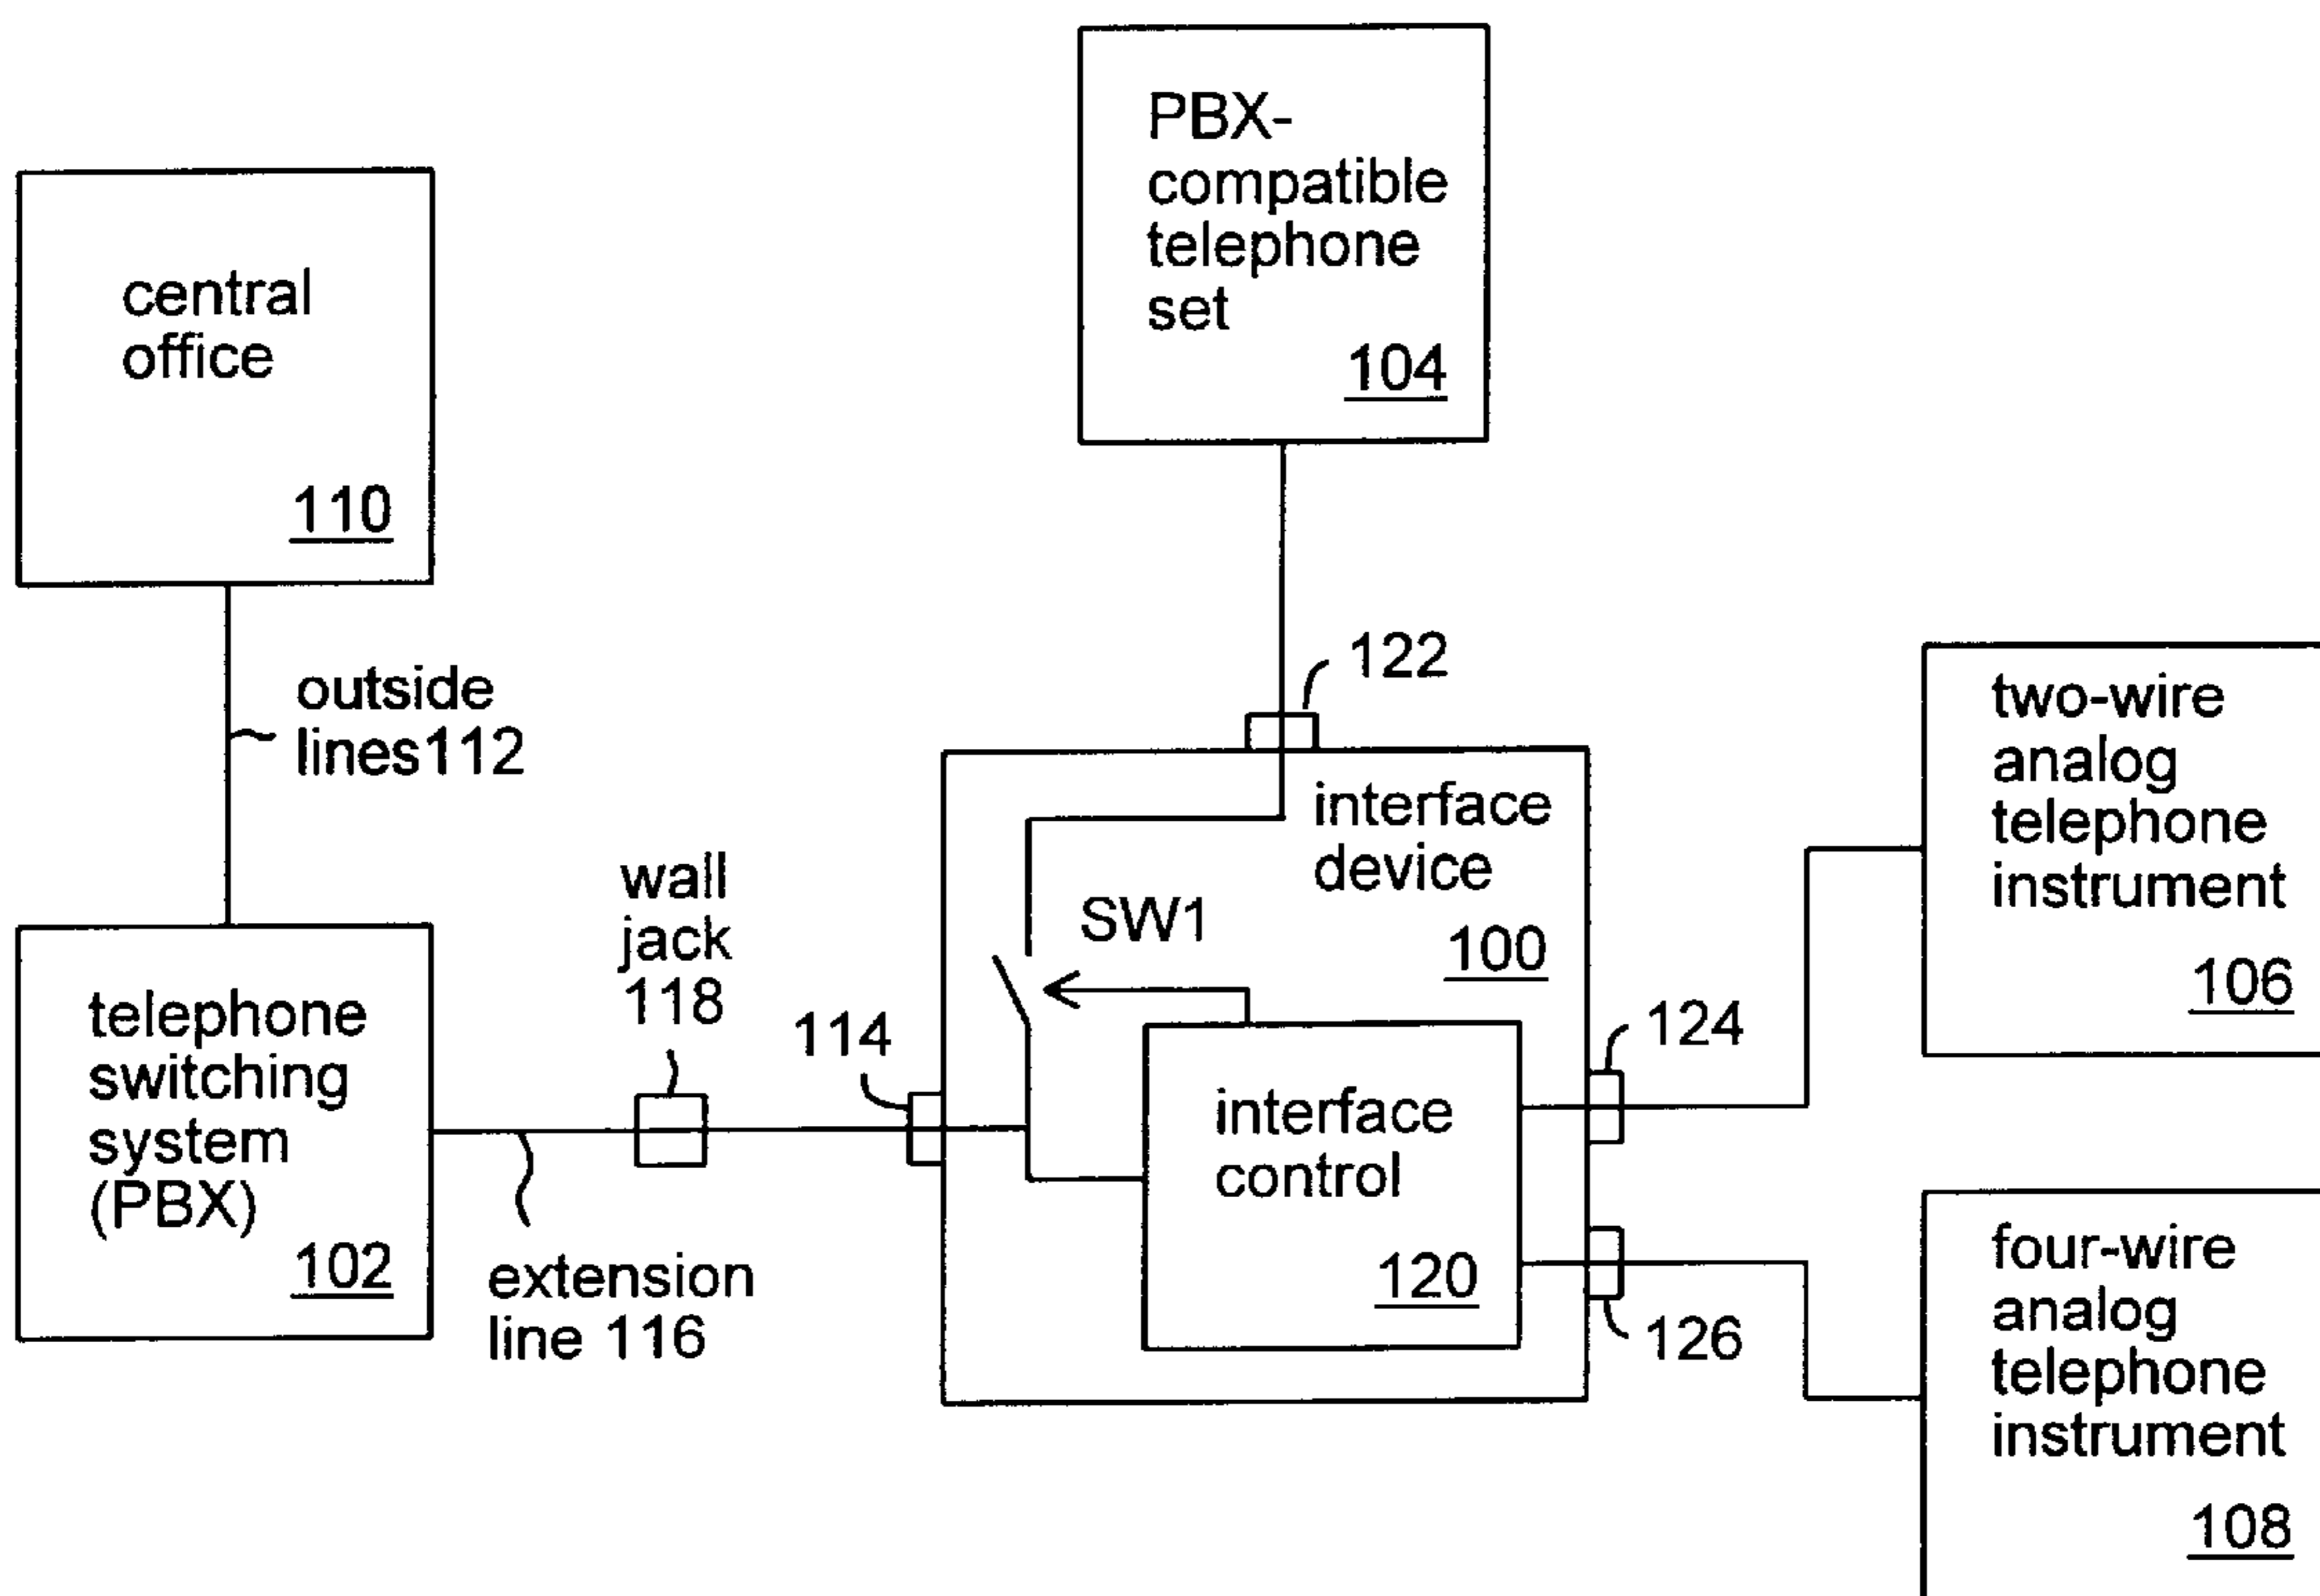 central
office
110
outside
lines112
telephone
switching
system
(PBX)
102
extension
line 116
wall
jack
118
114
PBX-
compatible
telephone
set
104
122
interface
device
100
SW1
interface
control
120
124
126
two-wire
analog
telephone
instrument
106
four-wire
analog
telephone
instrument
108